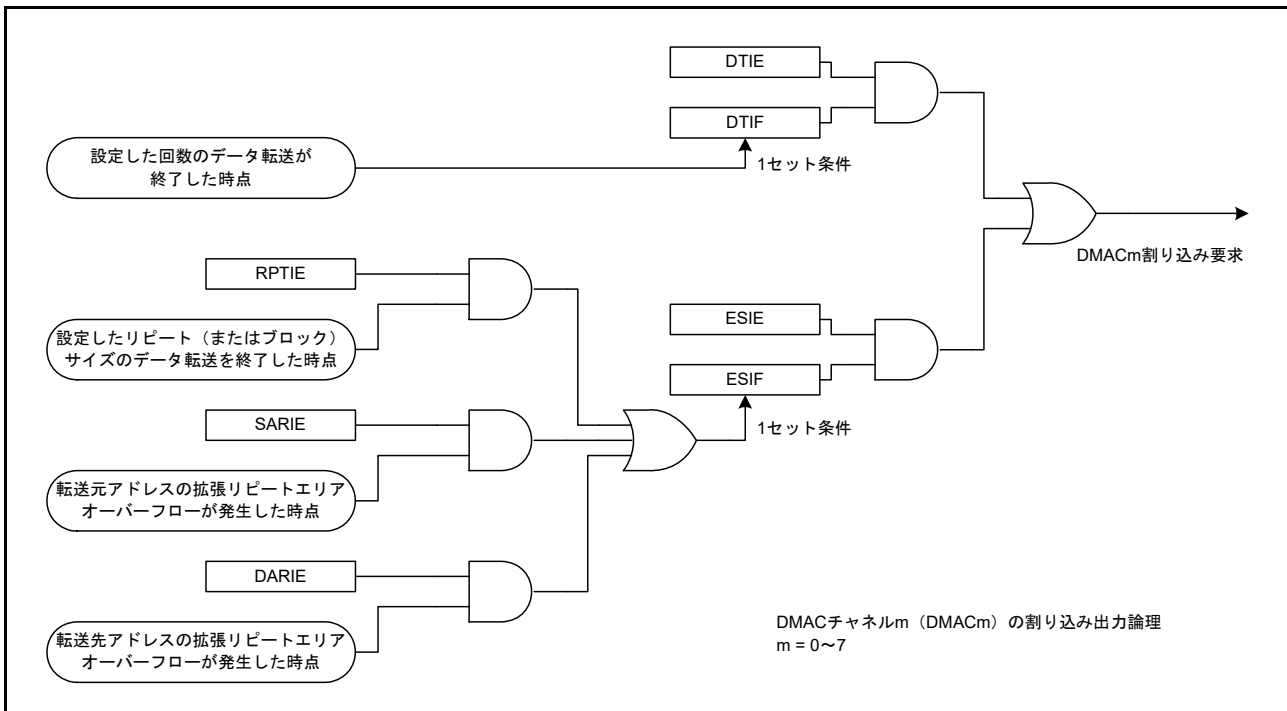 DTIE
DTIF
設定した回数のデータ転送が
終了した時点
1セット条件
DMACm割り込み要求
RPTIE
設定したリピート（またはブロック）
サイズのデータ転送を終了した時点
ESIE
ESIF
1セット条件
SARIE
転送元アドレスの拡張リピートエリア
オーバーフローが発生した時点
DARIE
転送先アドレスの拡張リピートエリア
オーバーフローが発生した時点
DMACチャネルm（DMACm）の割り込み出力論理
m = 0～7